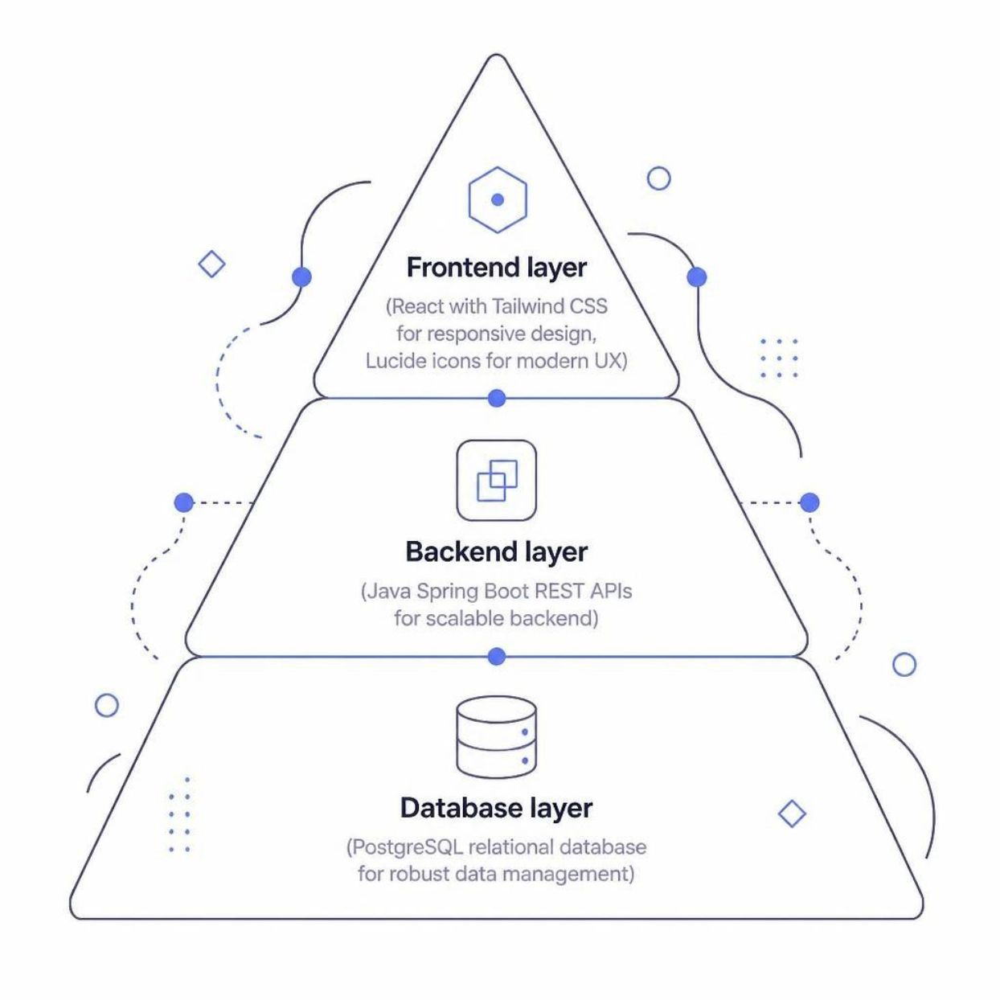 Frontend layer
(React with Tailwind CSS
for responsive design,
Lucide icons for modern UX)
Backend layer
(Java Spring Boot REST APIs
for scalable backend)
Database layer
(PostgreSQL relational database
for robust data management)